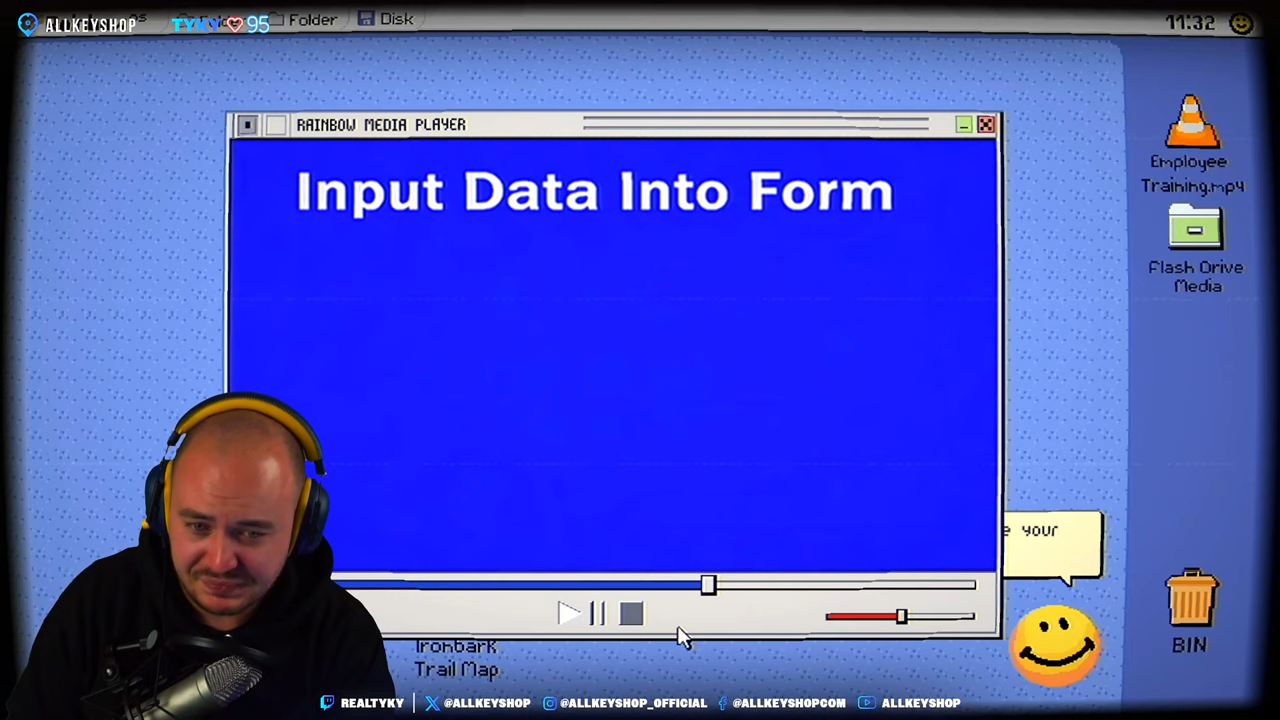 ALLKEYSHOP
TYKY 95
Folder
Disk
11:32
RAINBOW MEDIA PLAYER
Input Data Into Form
Employee
Training.mp4
Flash Drive
Media
your
BIN
Ironbark
Trail Map
REALTYKY
@ALLKEYSHOP
@ALLKEYSHOP_OFFICIAL
@ALLKEYSHOPCOM
ALLKEYSHOP